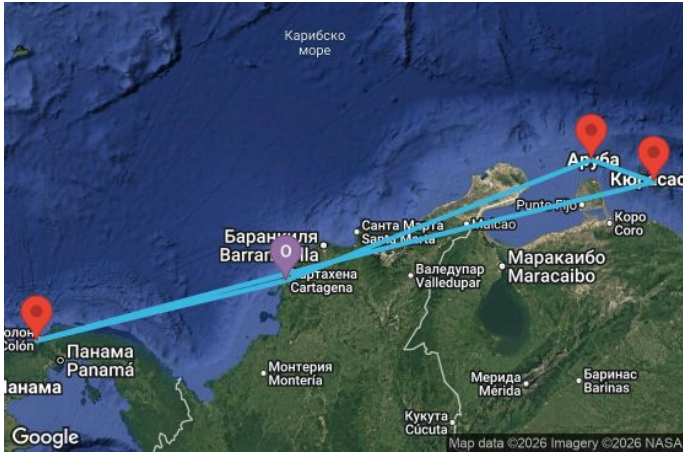 Карибско
море
Аруба
Кюрасао
Punto Fijo
Коро
Coro
Санта Марта
Santa Marta
Maicao
Баранкиля
Barranquilla
O
Картахена
Cartagena
Валедупар
Valledupar
Маракаибо
Maracaibo
Колон
Colón
Панама
Panamá
Панама
Монтерия
Montería
Мерида
Mérida
Баринас
Barinas
Кукута
Cúcuta
Google
Map data ©2026 Imagery ©2026 NASA